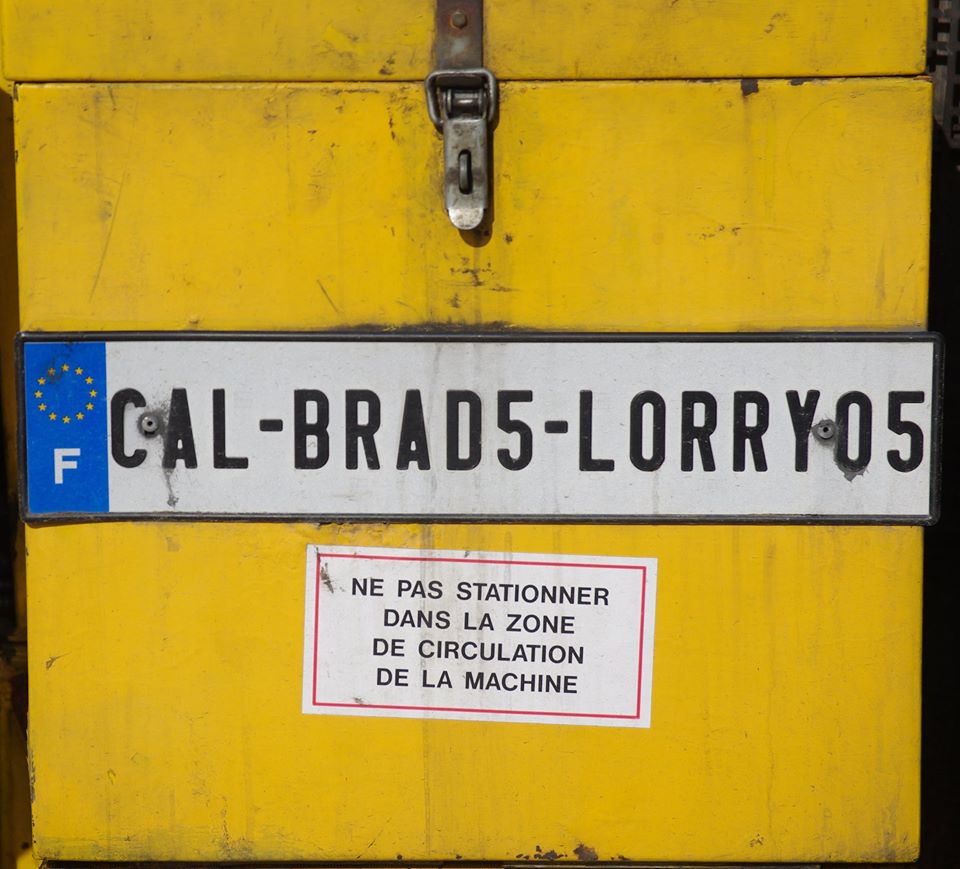 F
CAL-BRAD5-LORRY05
NE PAS STATIONNER
DANS LA ZONE
DE CIRCULATION
DE LA MACHINE